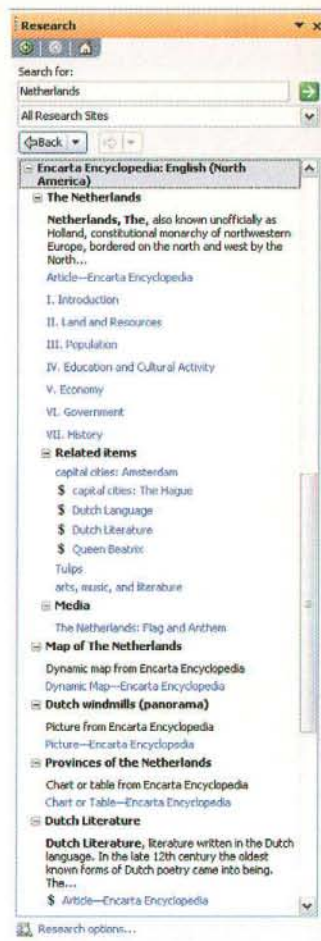 Research
Search for:
Netherlands
All Research Sites
Back
Encarta Encyclopedia: English (North
America)
The Netherlands
Netherlands, The, also known unofficially as
Holland, constitutional monarchy of northwestern
Europe, bordered on the north and west by the
North...
Article—Encarta Encyclopedia
I. Introduction
II. Land and Resources
III. Population
IV. Education and Cultural Activity
V. Economy
VI. Government
VII. History
Related items
capital cities: Amsterdam
$ capital cities: The Hague
$ Dutch Language
$ Dutch Literature
$ Queen Beatrix
Tulips
arts, music, and literature
Media
The Netherlands: Flag and Anthem
Map of The Netherlands
Dynamic map from Encarta Encyclopedia
Dynamic Map—Encarta Encyclopedia
Dutch windmills (panorama)
Picture from Encarta Encyclopedia
Picture—Encarta Encyclopedia
Provinces of the Netherlands
Chart or table from Encarta Encyclopedia
Chart or Table—Encarta Encyclopedia
Dutch Literature
Dutch Literature, literature written in the Dutch
language. In the late 12th century the oldest
known forms of Dutch poetry came into being.
The...
$ Article—Encarta Encyclopedia
Research options...